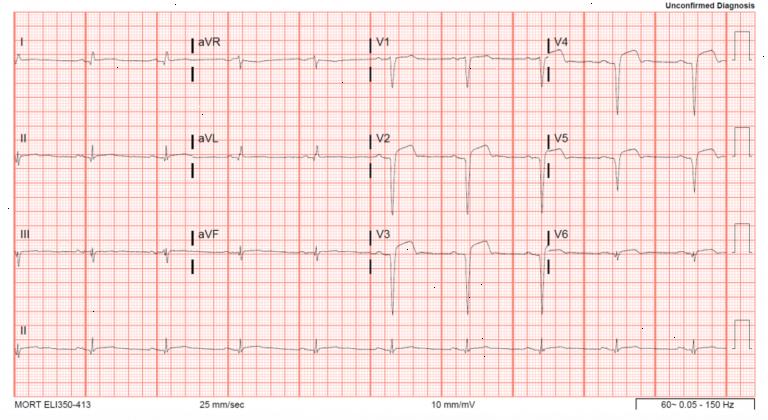 Unconfirmed Diagnosis
I aVR V1 V4
II aVL V2 V5
III aVF V3 V6
II
MORT ELI350-413 25 mm/sec 10 mm/mV 60~ 0.05 - 150 Hz